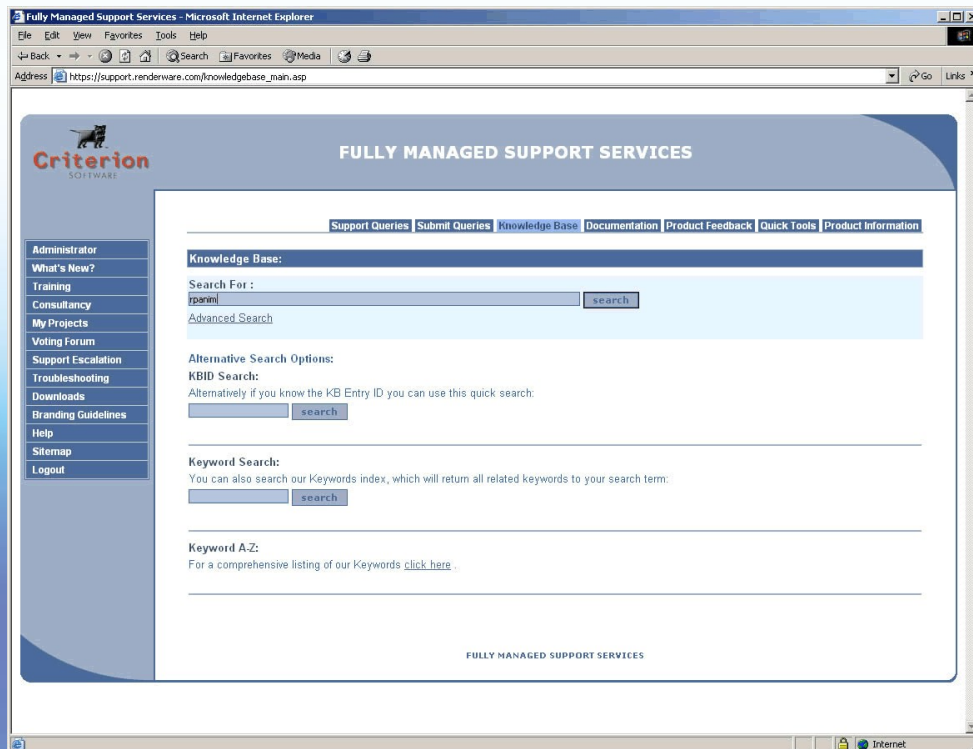 Fully Managed Support Services - Microsoft Internet Explorer
File Edit View Favorites Tools Help
Back Search Favorites Media
Address https://support.renderware.com/knowledgebase_main.asp Go Links
Criterion
SOFTWARE
FULLY MANAGED SUPPORT SERVICES
Support Queries Submit Queries Knowledge Base Documentation Product Feedback Quick Tools Product Information
Administrator
What's New?
Training
Consultancy
My Projects
Voting Forum
Support Escalation
Troubleshooting
Downloads
Branding Guidelines
Help
Sitemap
Logout
Knowledge Base:
Search For :
rpanim search
Advanced Search
Alternative Search Options:
KBID Search:
Alternatively if you know the KB Entry ID you can use this quick search:
search
Keyword Search:
You can also search our Keywords index, which will return all related keywords to your search term:
search
Keyword A-Z:
For a comprehensive listing of our Keywords click here .
FULLY MANAGED SUPPORT SERVICES
Internet